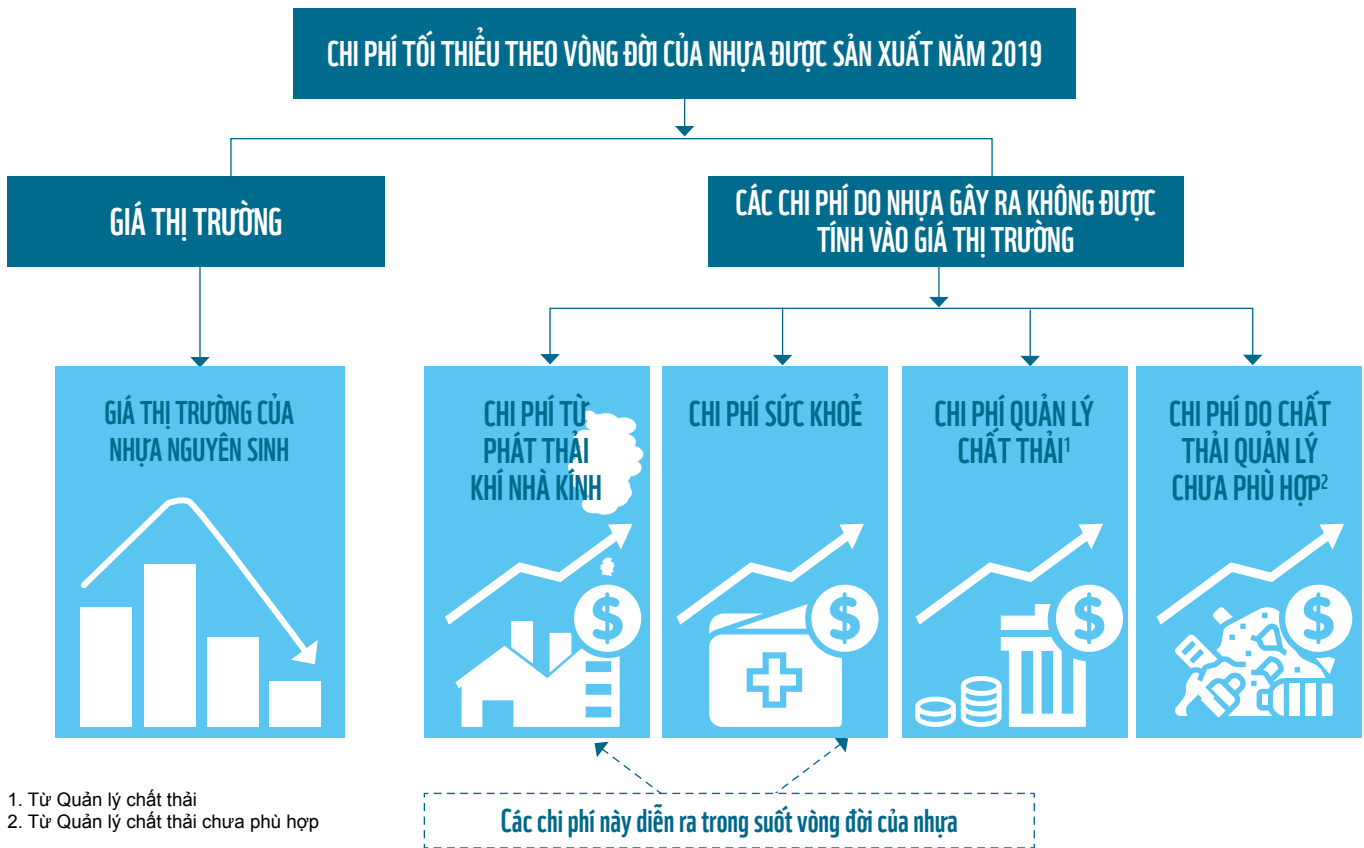 CHI PHÍ TỐI THIỂU THEO VÒNG ĐỜI CỦA NHỰA ĐƯỢC SẢN XUẤT NĂM 2019
GIÁ THỊ TRƯỜNG
CÁC CHI PHÍ DO NHỰA GÂY RA KHÔNG ĐƯỢC
TÍNH VÀO GIÁ THỊ TRƯỜNG
GIÁ THỊ TRƯỜNG CỦA
NHỰA NGUYÊN SINH
CHI PHÍ TỪ
PHÁT THẢI
KHÍ NHÀ KÍNH
$
CHI PHÍ SỨC KHOẺ
$
CHI PHÍ QUẢN LÝ
CHẤT THẢI¹
$
CHI PHÍ DO CHẤT
THẢI QUẢN LÝ
CHƯA PHÙ HỢP²
$
1. Từ Quản lý chất thải
2. Từ Quản lý chất thải chưa phù hợp
Các chi phí này diễn ra trong suốt vòng đời của nhựa